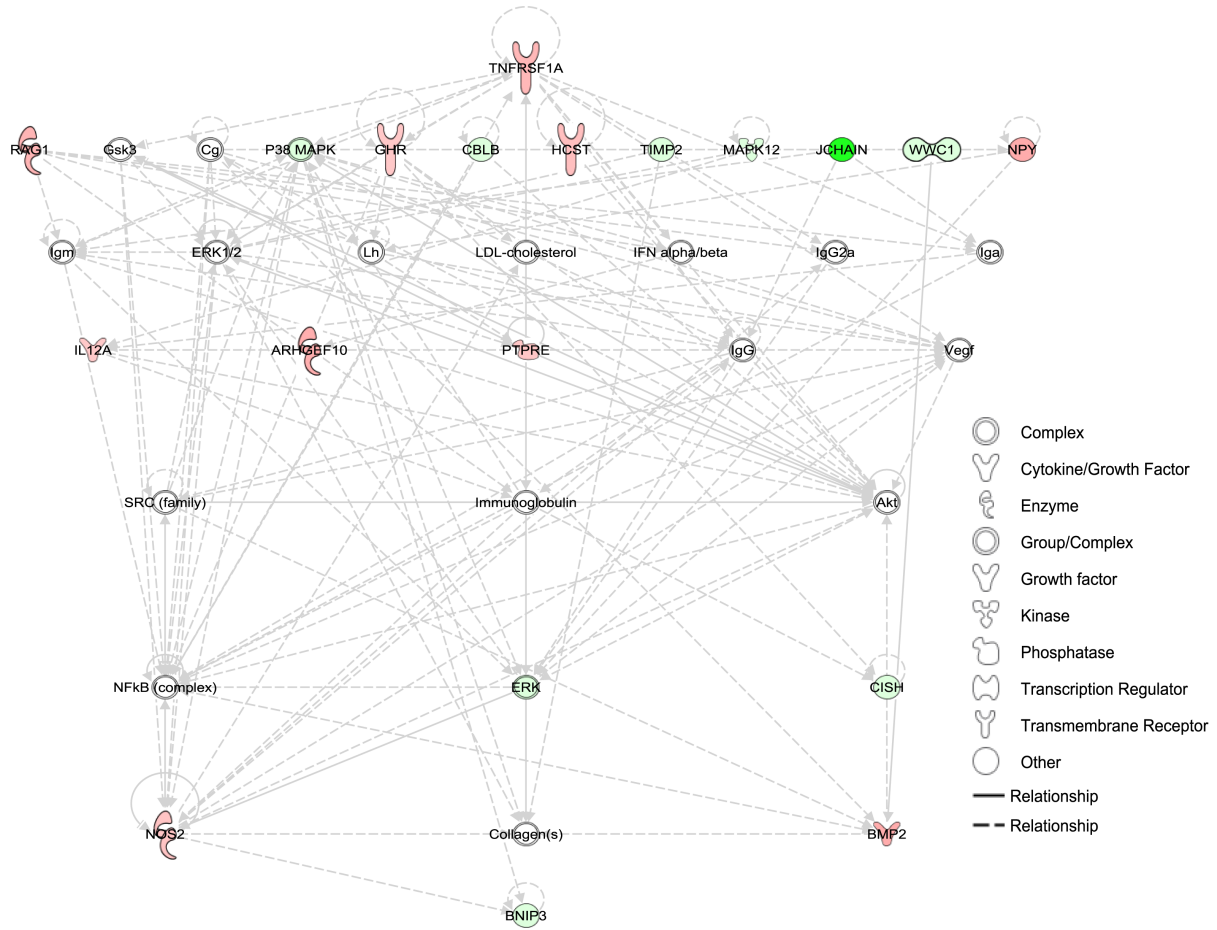 TNFRSF1A
RAG1
Gsk3
Cg
P38 MAPK
GHR
CBLB
HCST
TIMP2
MAPK12
JCHAIN
WWC1
NPY
Igm
ERK1/2
Lh
LDL-cholesterol
IFN alpha/beta
IgG2a
Iga
IL12A
ARHGEF10
PTPRE
IgG
Vegf
Complex
Cytokine/Growth Factor
Enzyme
Group/Complex
Growth factor
Kinase
Phosphatase
Transcription Regulator
Transmembrane Receptor
Other
Relationship
Relationship
SRC (family)
Immunoglobulin
Akt
NFkB (complex)
ERK
CISH
NOS2
Collagen(s)
BMP2
BNIP3